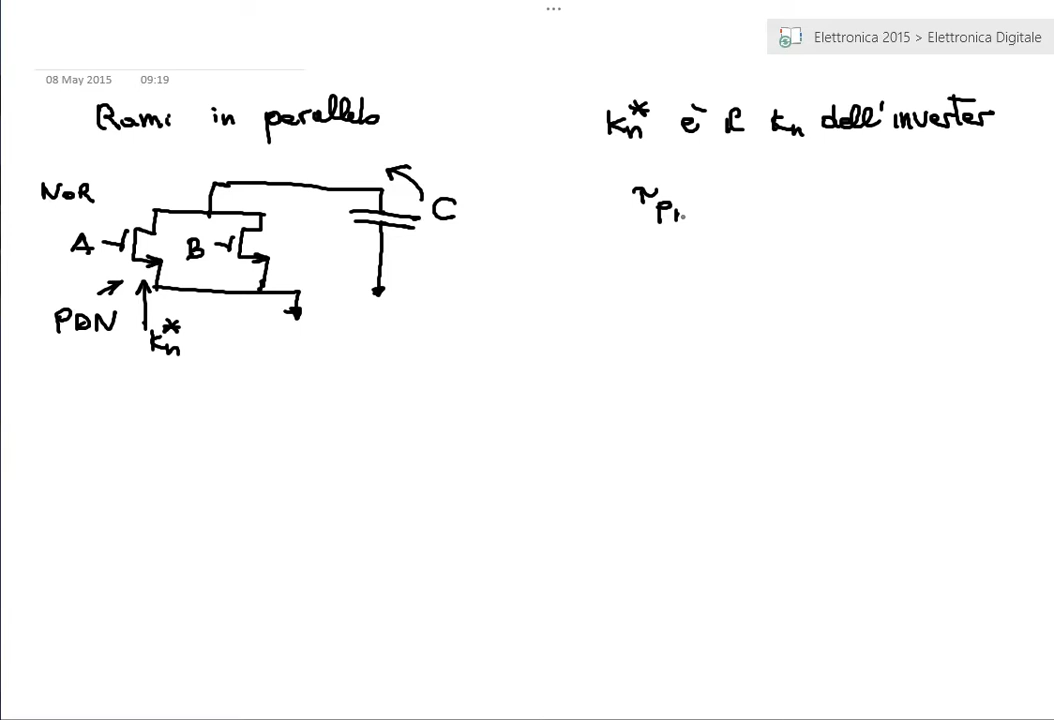 Elettronica 2015 > Elettronica Digitale
08 May 2015 09:19
Rami in parallelo
kn* è il kn dell'inverter
NOR
A
B
C
PDN
kn*